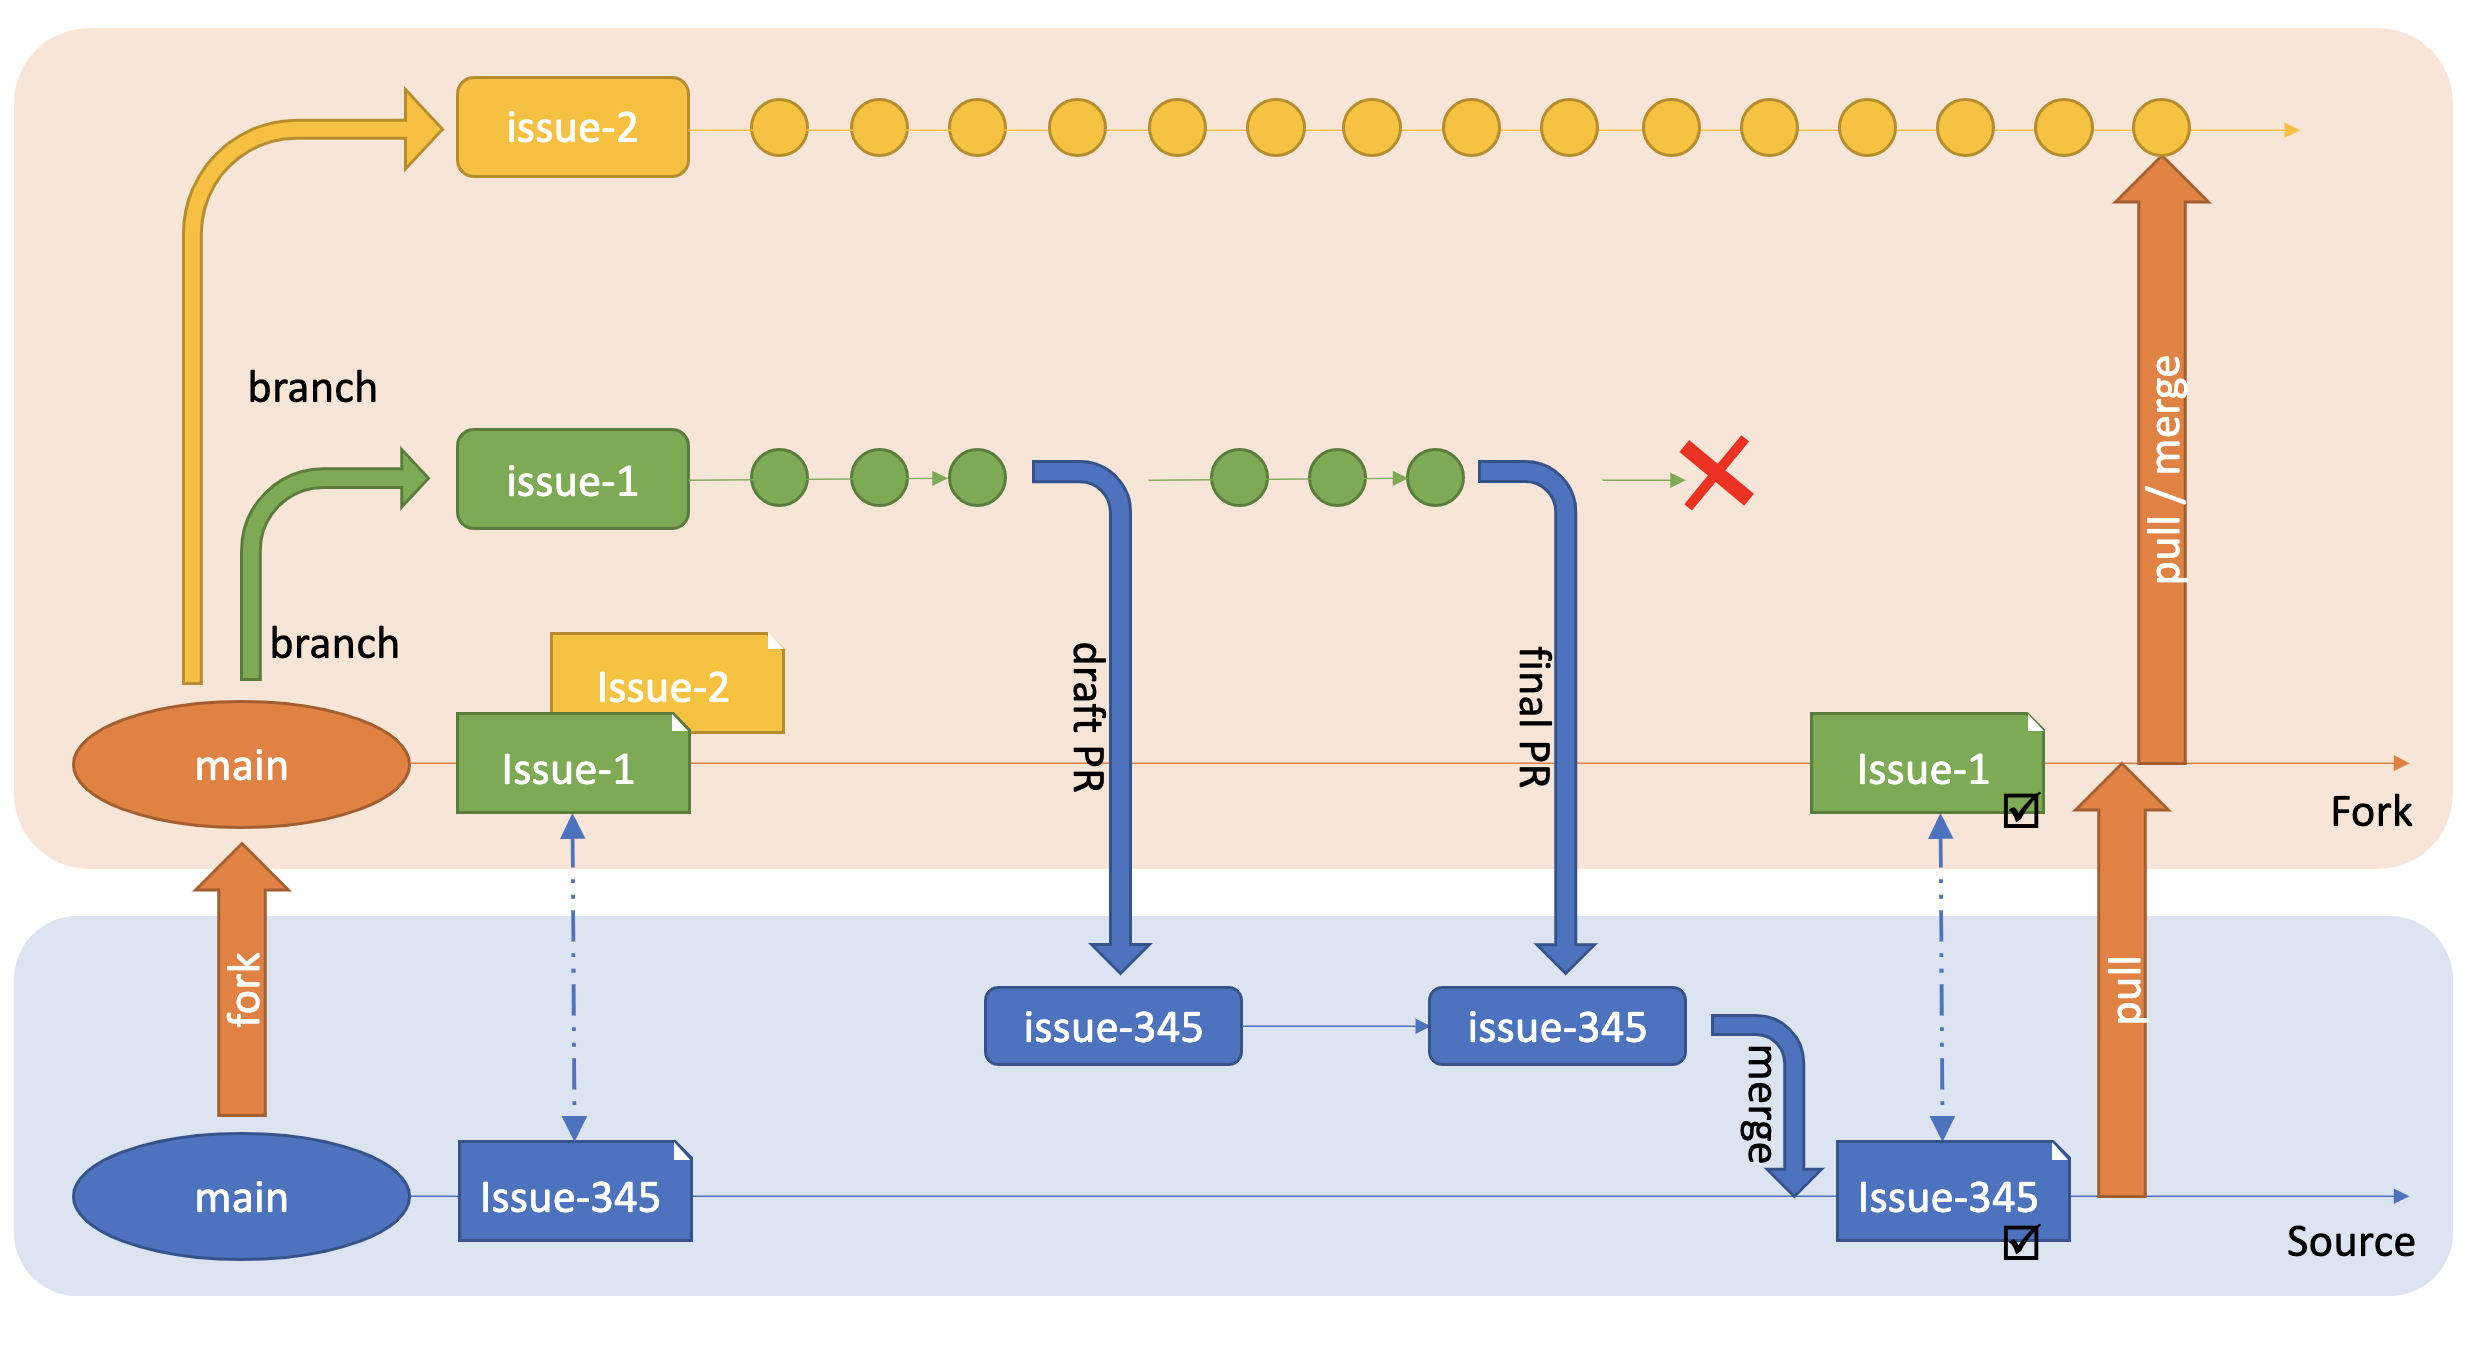 issue-2
branch
issue-1
branch
Issue-2
main
Issue-1
draft PR
final PR
Issue-1
pull / merge
Fork
fork
issue-345
issue-345
merge
pull
main
Issue-345
Issue-345
Source